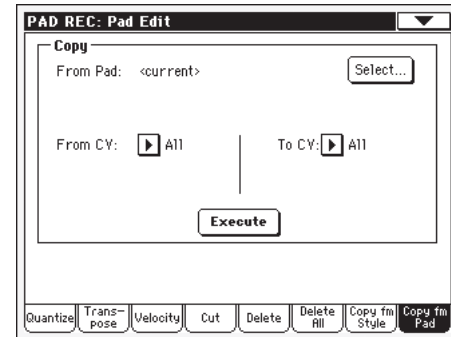 PAD REC: Pad Edit
Copy
From Pad: <current> Select...
From CV: All To CV: All
Execute
Quantize Trans-pose Velocity Cut Delete Delete All Copy fm Style Copy fm Pad